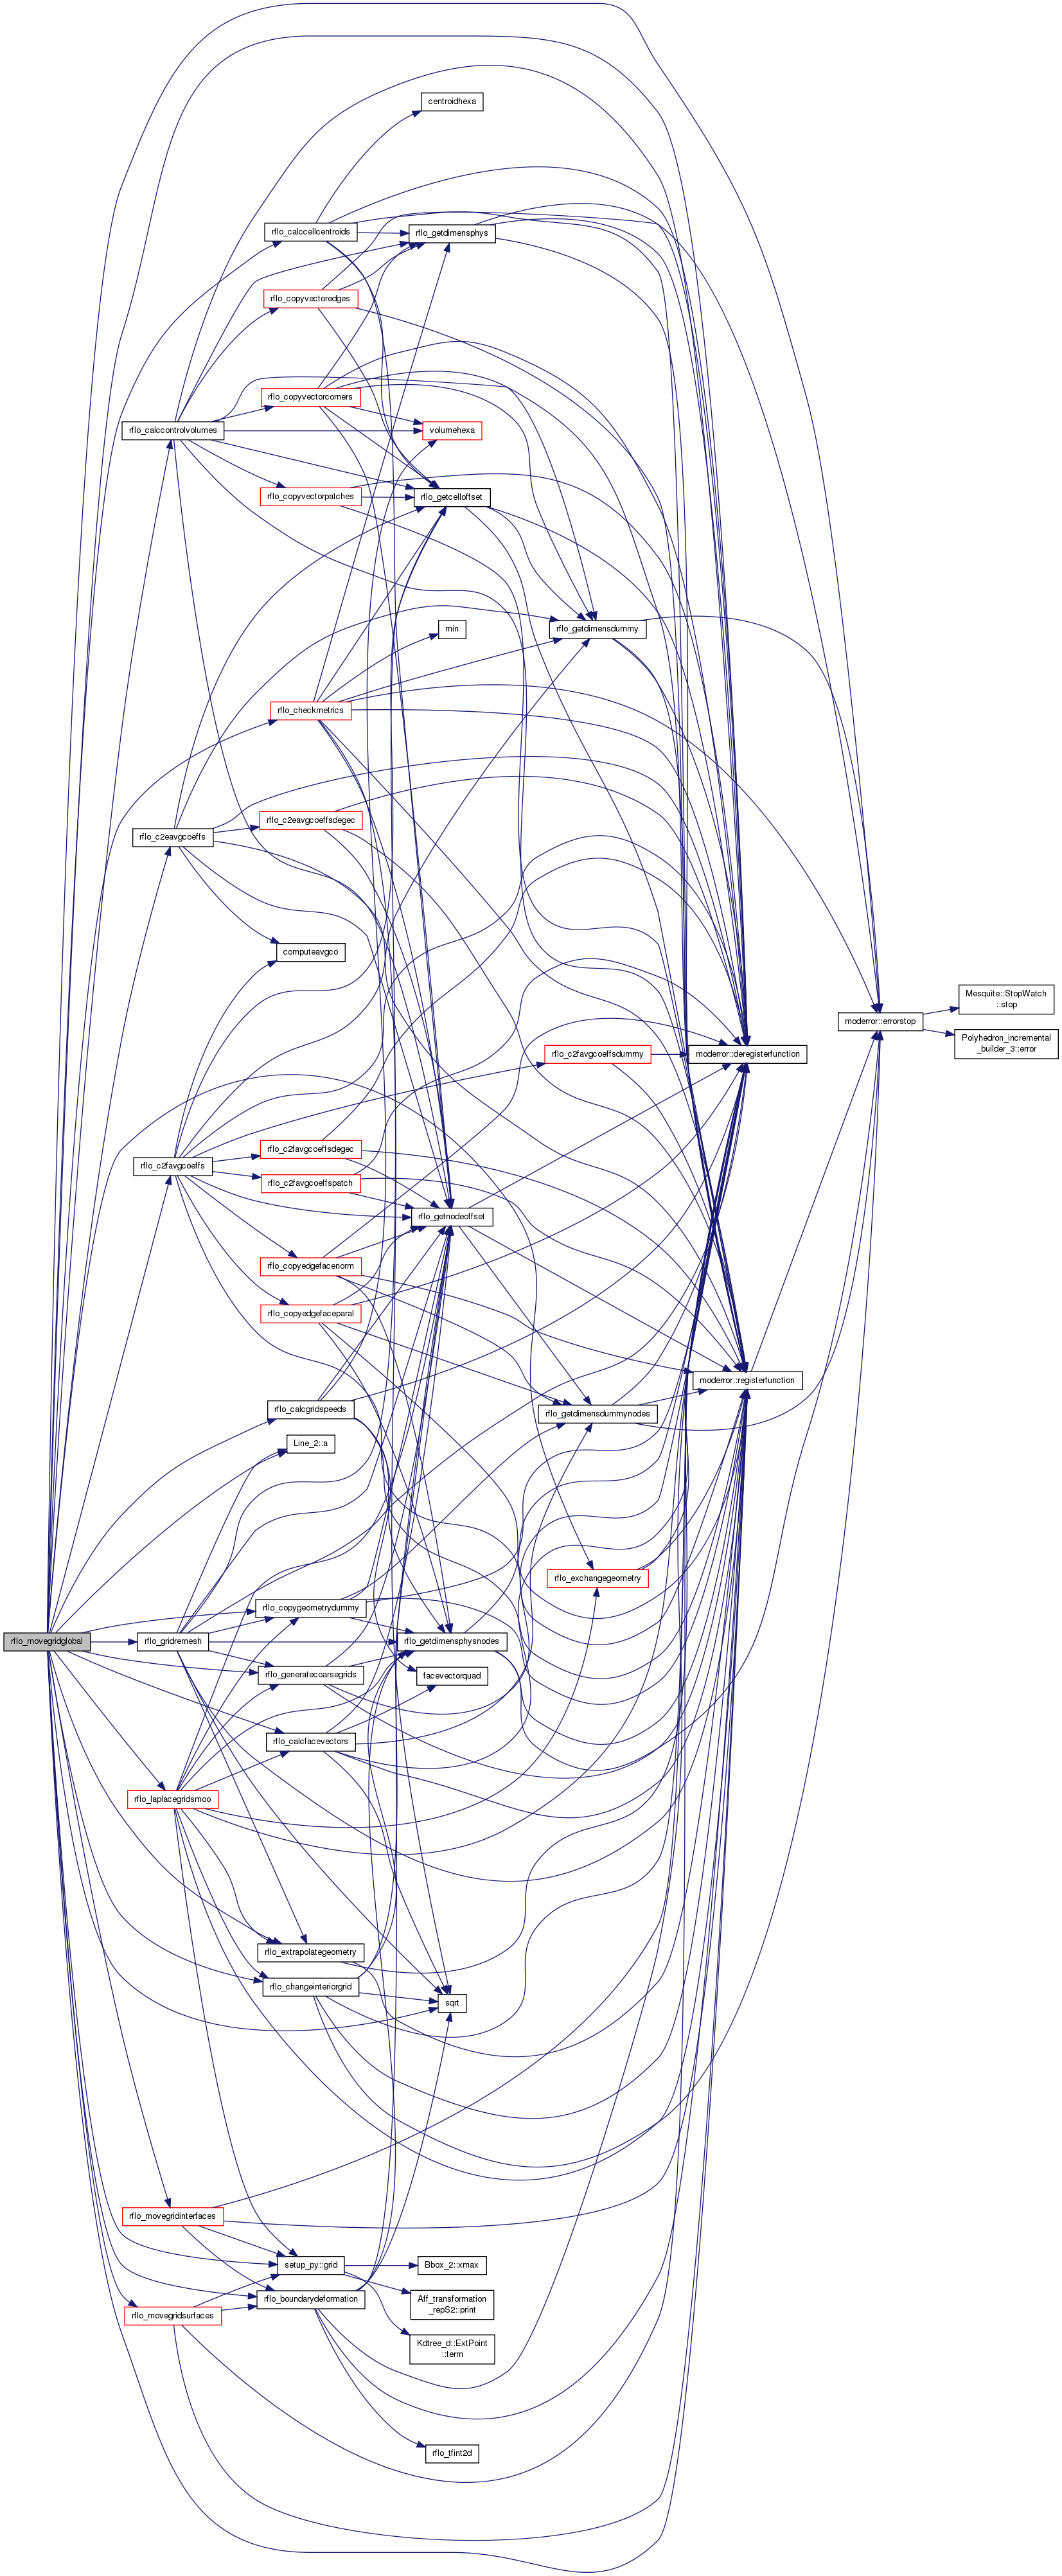 centroidhexa
rflo_calccellcentroids
rflo_getdimensphys
rflo_copyvectoredges
rflo_copyvectorcorners
rflo_calccontrolvolumes
volumehexa
rflo_copyvectorpatches
rflo_getcelloffset
min
rflo_getdimensdummy
rflo_checkmetrics
rflo_c2eavgcoeffsdegec
rflo_c2eavgcoeffs
computeavgco
Mesquite::StopWatch
::stop
moderror::errorstop
Polyhedron_incremental
_builder_3::error
rflo_c2favgcoeffsdummy
moderror::deregisterfunction
rflo_c2favgcoeffsdegec
rflo_c2favgcoeffs
rflo_c2favgcoeffspatch
rflo_getnodeoffset
rflo_copyedgefacenorm
rflo_copyedgefaceparal
moderror::registerfunction
rflo_calcgridspeeds
rflo_getdimensdummynodes
Line_2::a
rflo_exchangegeometry
rflo_copygeometrydummy
rflo_movegridglobal
rflo_gridremesh
rflo_getdimensphysnodes
rflo_generatecoarsegrids
facevectorquad
rflo_calcfacevectors
rflo_laplacegridsmoo
rflo_extrapolategeometry
rflo_changeinteriorgrid
sqrt
rflo_movegridinterfaces
setup_py::grid
Bbox_2::xmax
rflo_boundarydeformation
Aff_transformation
_repS2::print
rflo_movegridsurfaces
Kdtree_d::ExtPoint
::term
rflo_tfint2d